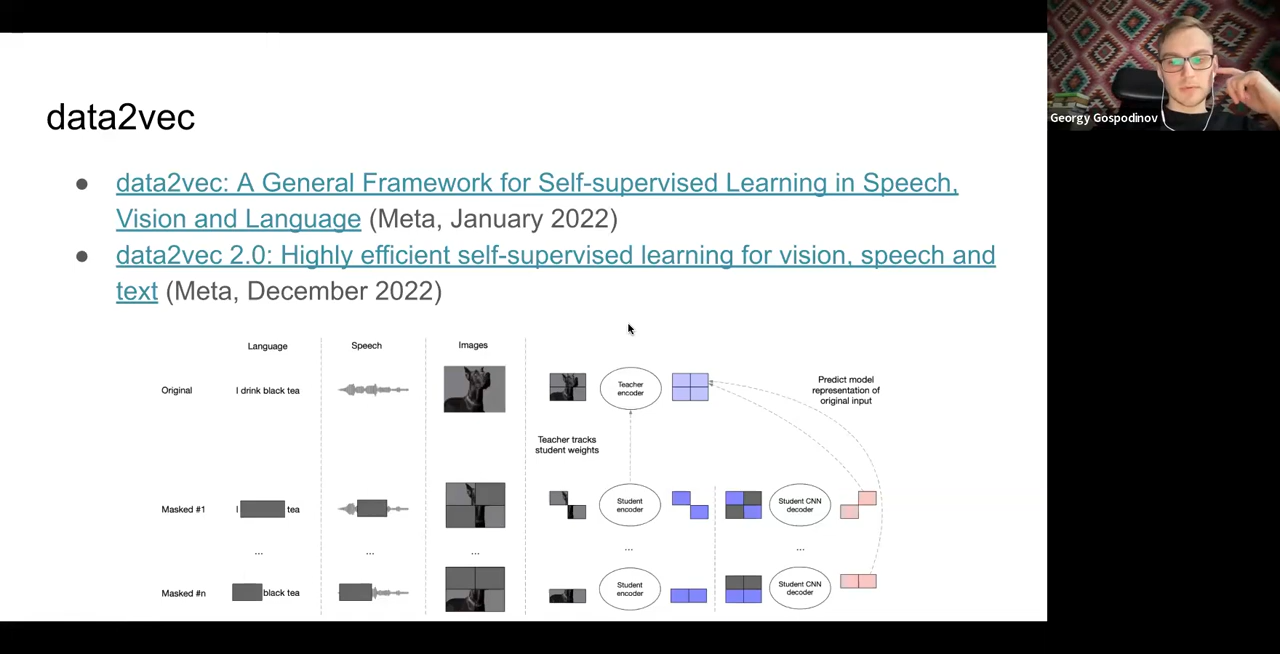 data2vec
● data2vec: A General Framework for Self-supervised Learning in Speech,
Vision and Language (Meta, January 2022)
● data2vec 2.0: Highly efficient self-supervised learning for vision, speech and
text (Meta, December 2022)
Language
Speech
Images
Original
I drink black tea
Teacher
encoder
Predict model
representation of
original input
Teacher tracks
student weights
Masked #1
I
tea
Student
encoder
Student CNN
decoder
...
...
...
...
...
Masked #n
black tea
Student
encoder
Student CNN
decoder
Georgy Gospodinov